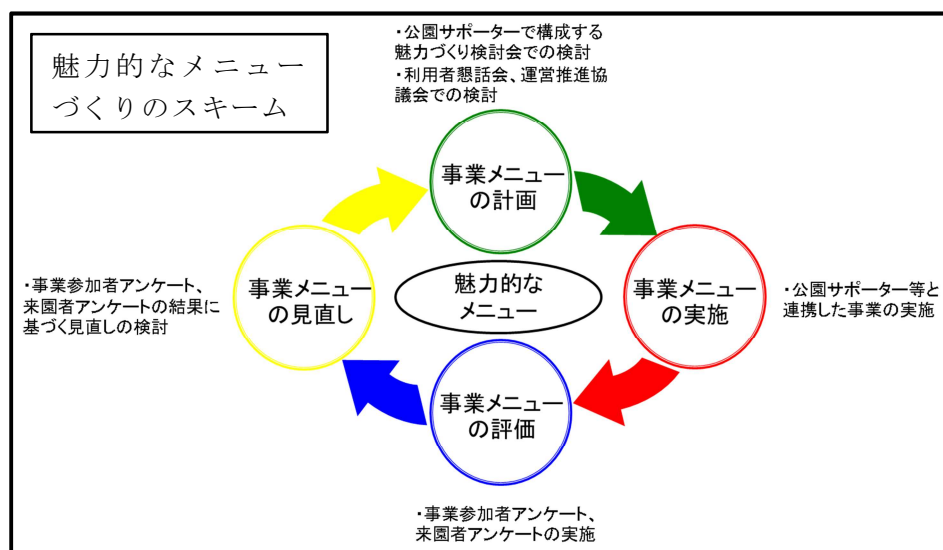 魅力的なメニュー
づくりのスキーム
・公園サポーターで構成する
魅力づくり検討会での検討
・利用者懇話会、運営推進協
議会での検討
事業メニュー
の計画
事業メニュー
の実施
・公園サポーター等と
連携した事業の実施
魅力的な
メニュー
事業メニュー
の評価
・事業参加者アンケート、
来園者アンケートの実施
事業メニュー
の見直し
・事業参加者アンケート、
来園者アンケートの結果に
基づく見直しの検討